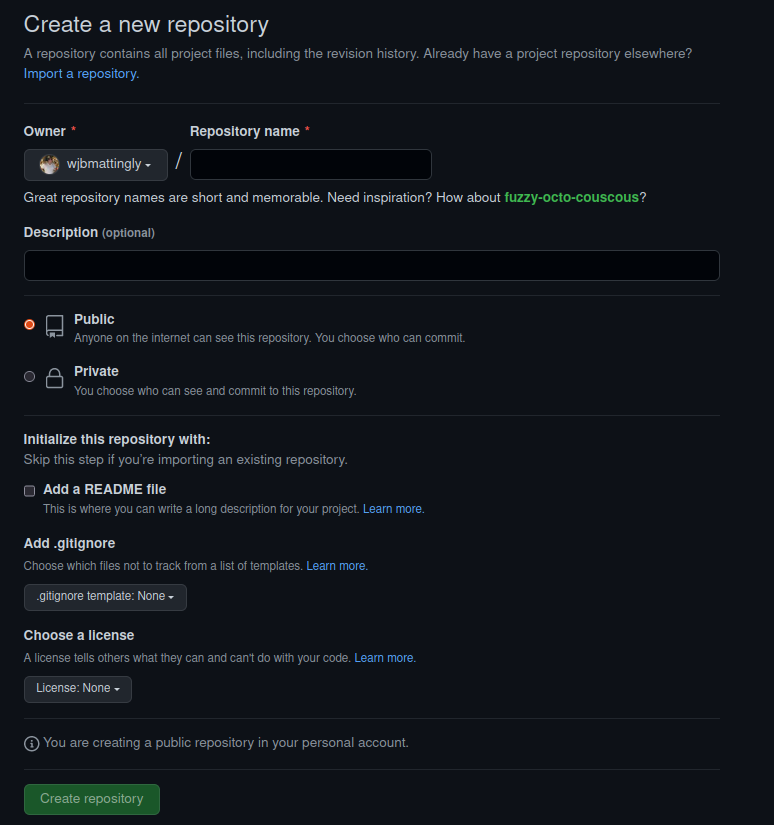 Create a new repository
A repository contains all project files, including the revision history. Already have a project repository elsewhere?
Import a repository.
Owner *
Repository name *
wjbmattingly
/
Great repository names are short and memorable. Need inspiration? How about fuzzy-octo-couscous?
Description (optional)
Public
Anyone on the internet can see this repository. You choose who can commit.
Private
You choose who can see and commit to this repository.
Initialize this repository with:
Skip this step if you're importing an existing repository.
Add a README file
This is where you can write a long description for your project. Learn more.
Add .gitignore
Choose which files not to track from a list of templates. Learn more.
.gitignore template: None
Choose a license
A license tells others what they can and can't do with your code. Learn more.
License: None
You are creating a public repository in your personal account.
Create repository